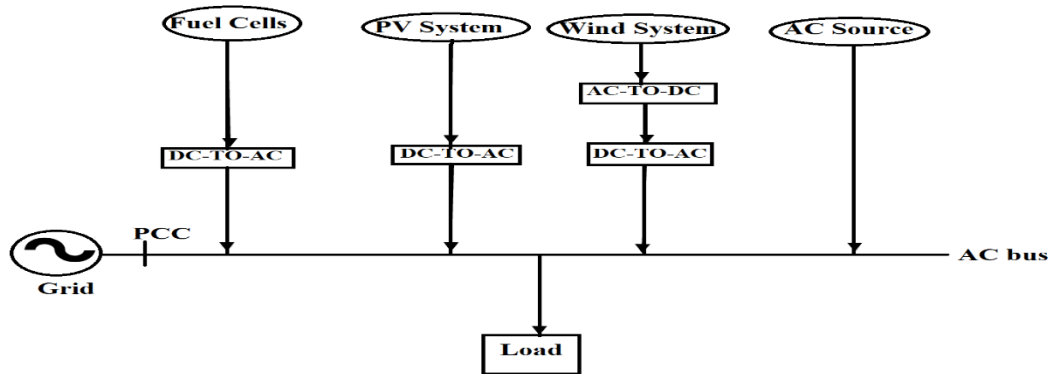 Fuel Cells
PV System
Wind System
AC Source
AC-TO-DC
DC-TO-AC
DC-TO-AC
DC-TO-AC
PCC
AC bus
Grid
Load